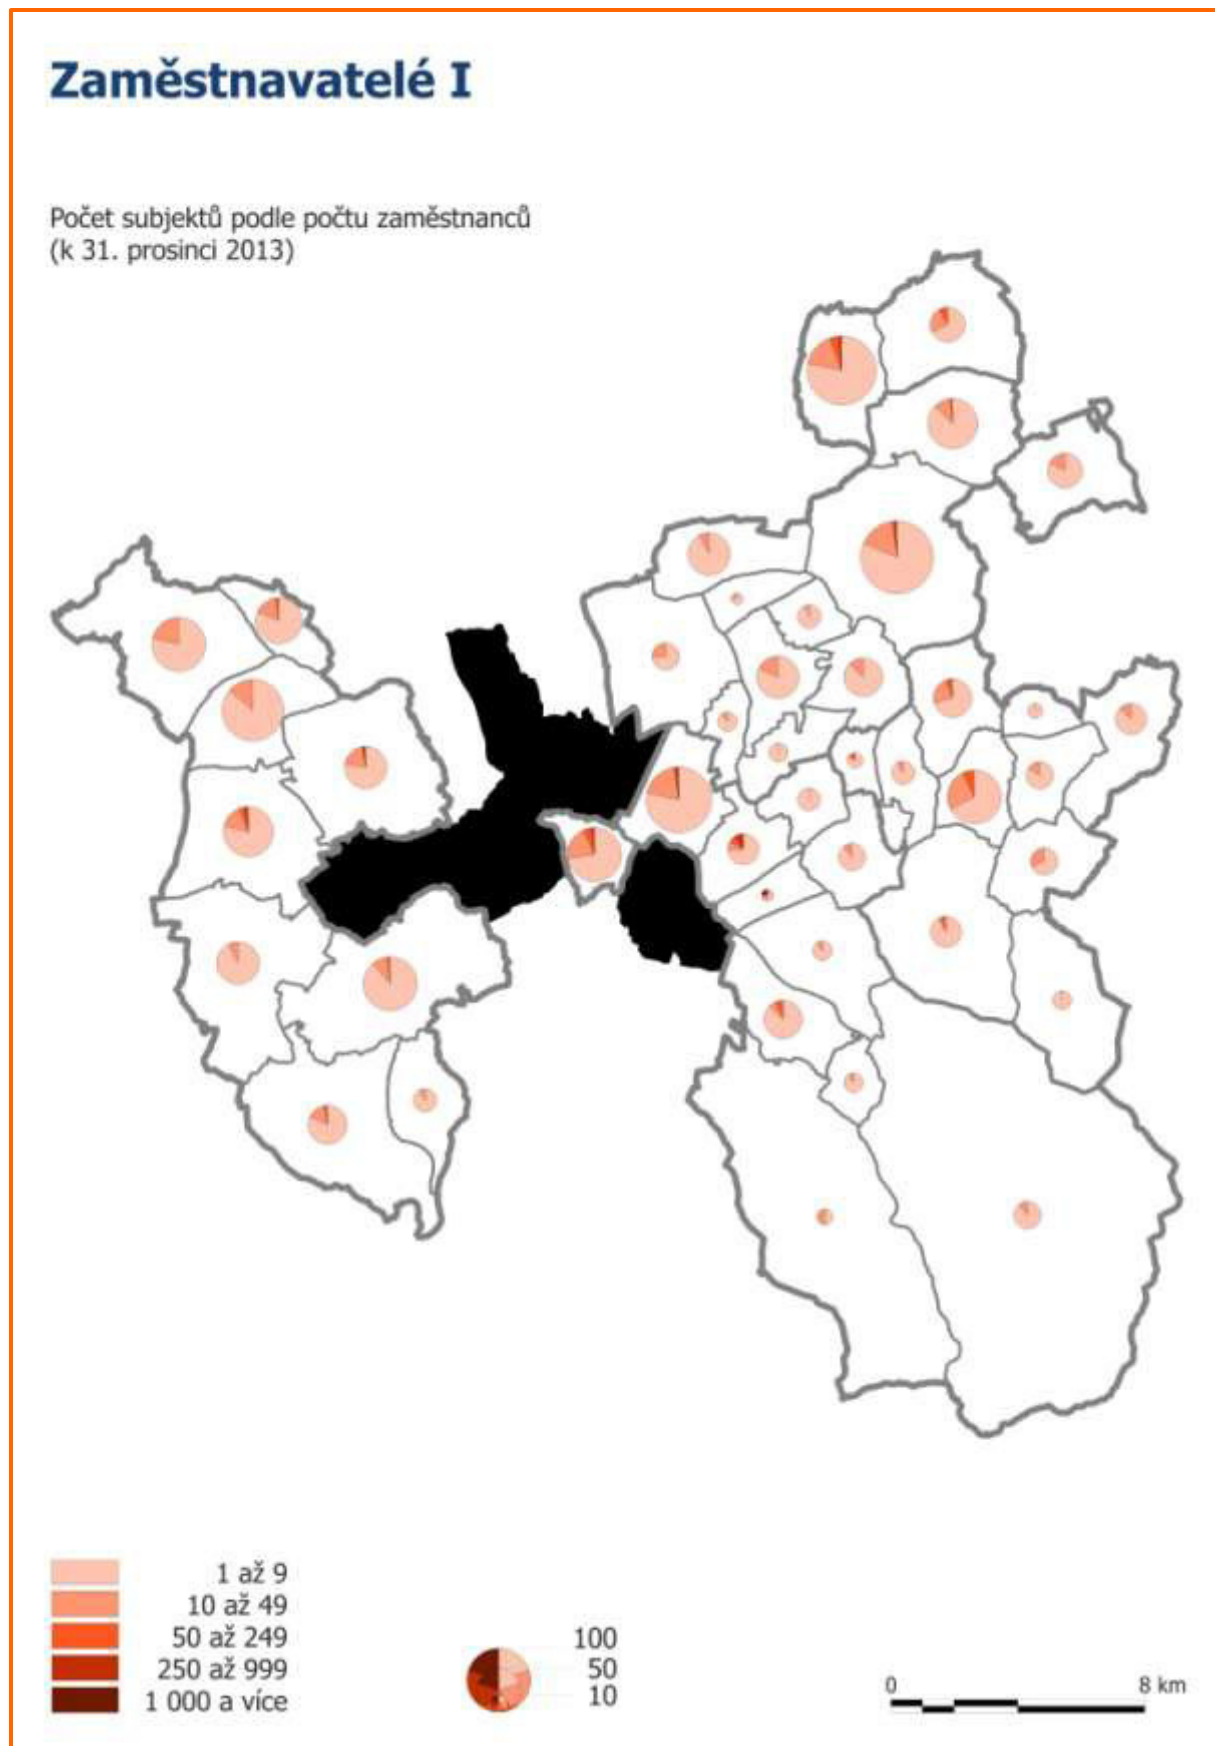 Zaměstnavatelé I
Počet subjektů podle počtu zaměstnanců
(k 31. prosinci 2013)
1 až 9
10 až 49
50 až 249
250 až 999
1 000 a více
100
50
10
0
8 km